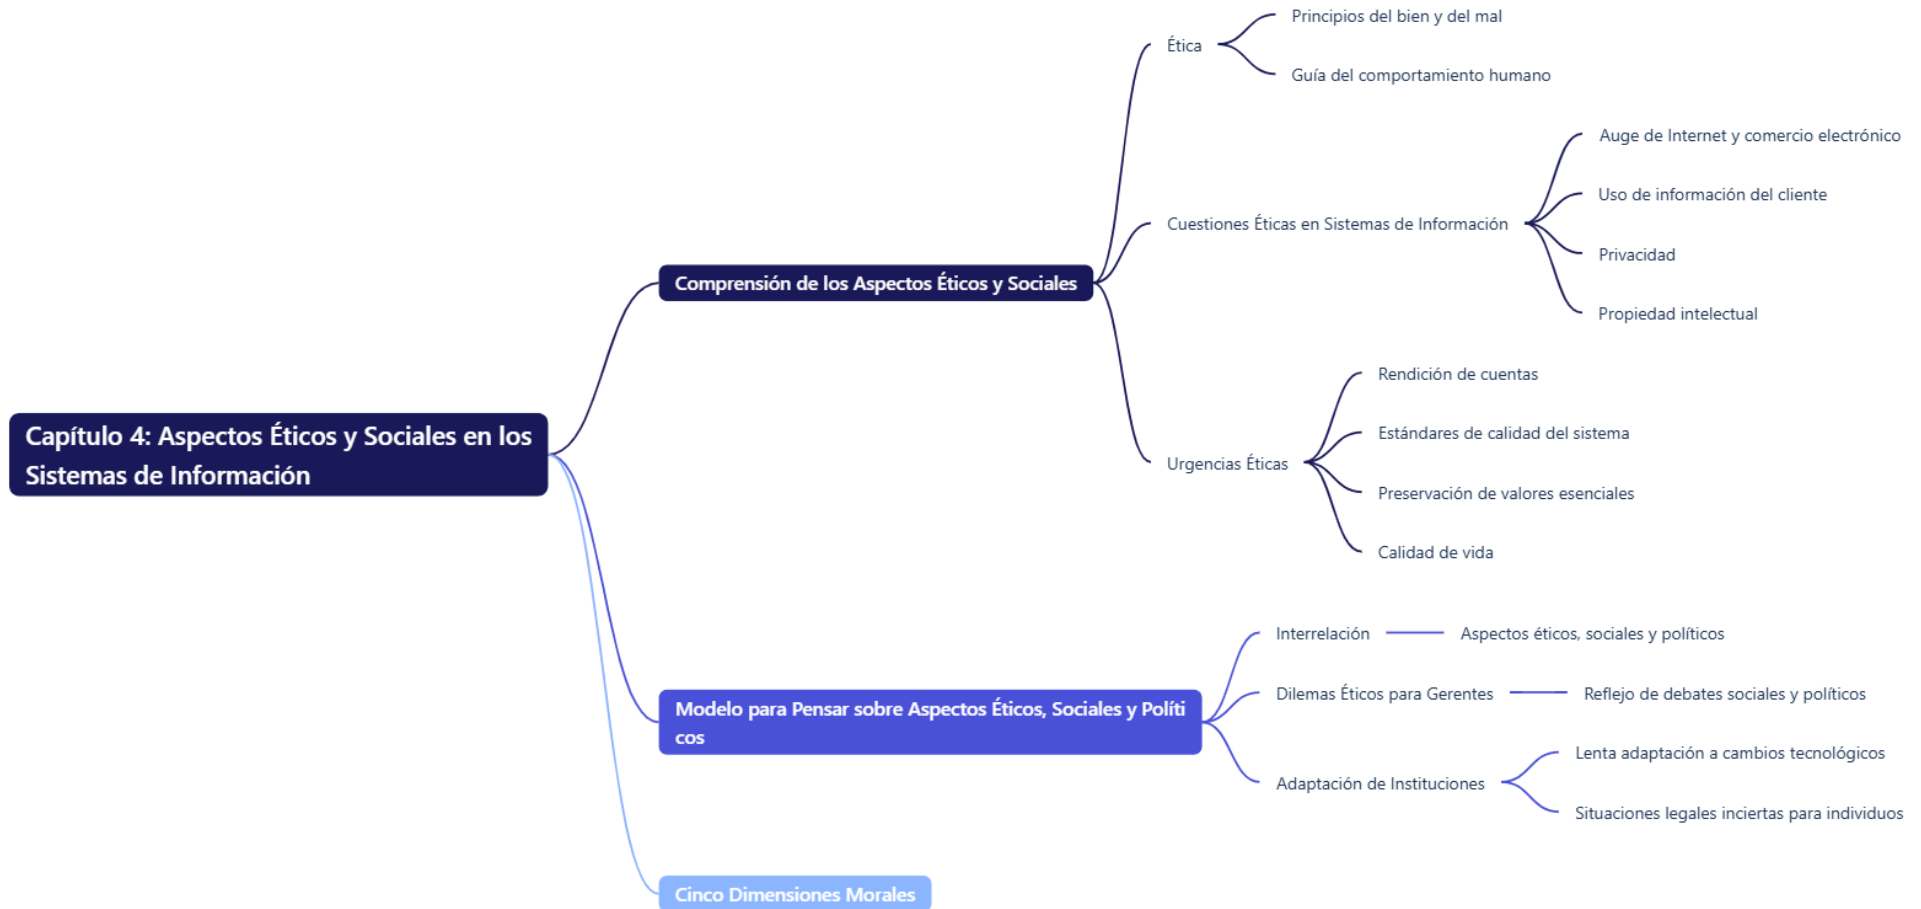 Capítulo 4: Aspectos Éticos y Sociales en los
Sistemas de Información
Comprensión de los Aspectos Éticos y Sociales
Ética
Principios del bien y del mal
Guía del comportamiento humano
Cuestiones Éticas en Sistemas de Información
Auge de Internet y comercio electrónico
Uso de información del cliente
Privacidad
Propiedad intelectual
Urgencias Éticas
Rendición de cuentas
Estándares de calidad del sistema
Preservación de valores esenciales
Calidad de vida
Modelo para Pensar sobre Aspectos Éticos, Sociales y Políti
cos
Interrelación
Aspectos éticos, sociales y políticos
Dilemas Éticos para Gerentes
Reflejo de debates sociales y políticos
Adaptación de Instituciones
Lenta adaptación a cambios tecnológicos
Situaciones legales inciertas para individuos
Cinco Dimensiones Morales